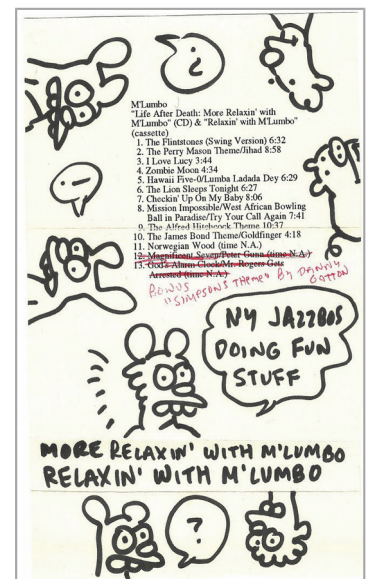 ?
M'Lumbo
"Life After Death: More Relaxin' with
M'Lumbo" (CD) & "Relaxin' with M'Lumbo"
(cassette)
1. The Flintstones (Swing Version) 6:32
2. The Perry Mason Theme/Jihad 8:58
3. I Love Lucy 3:44
4. Zombie Moon 4:34
5. Hawaii Five-0/Lumba Ladada Dey 6:29
6. The Lion Sleeps Tonight 6:27
7. Checkin' Up On My Baby 8:06
8. Mission Impossible/West African Bowling
Ball in Paradise/Try Your Call Again 7:41
9. The Alfred Hitchcock Theme 10:37
10. The James Bond Theme/Goldfinger 4:18
11. Norwegian Wood (time N.A.)
12. Magnificent Seven/Peter Gunn (time N.A.)
13. God's Alarm Clock/Mr. Rogers Gets
Arrested (time N.A.)
!
BONUS
"SIMPSONS THEME" BY DANNY
NY JAZZBOS
DOING FUN
STUFF
MORE RELAXIN' WITH M'LUMBO
RELAXIN' WITH M'LUMBO
?